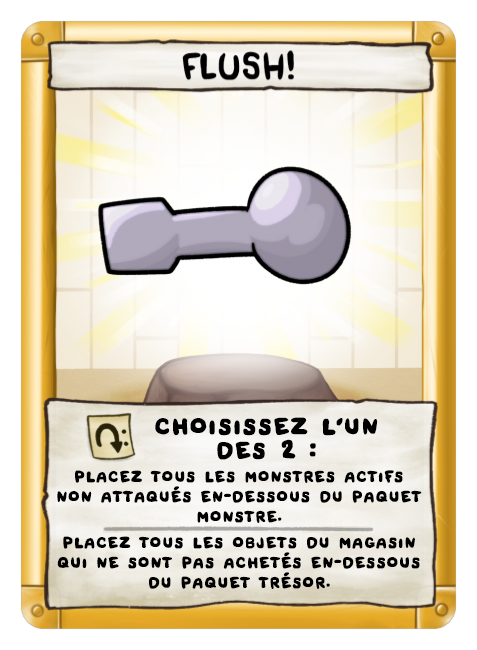 FLUSH!
CHOISISSEZ L'UN
DES 2 :
PLACEZ TOUS LES MONSTRES ACTIFS
NON ATTAQUÉS EN-DESSOUS DU PAQUET
MONSTRE.
PLACEZ TOUS LES OBJETS DU MAGASIN
QUI NE SONT PAS ACHETÉS EN-DESSOUS
DU PAQUET TRÉSOR.